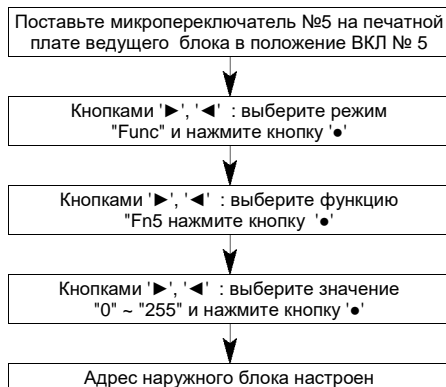 Поставьте микропереключатель №5 на печатной
плате ведущего блока в положение ВКЛ № 5
Кнопками '►', '◄' : выберите режим
"Func" и нажмите кнопку '●'
Кнопками '►', '◄' : выберите функцию
"Fn5 нажмите кнопку '●'
Кнопками '►', '◄' : выберите значение
"0" ~ "255" и нажмите кнопку '●'
Адрес наружного блока настроен